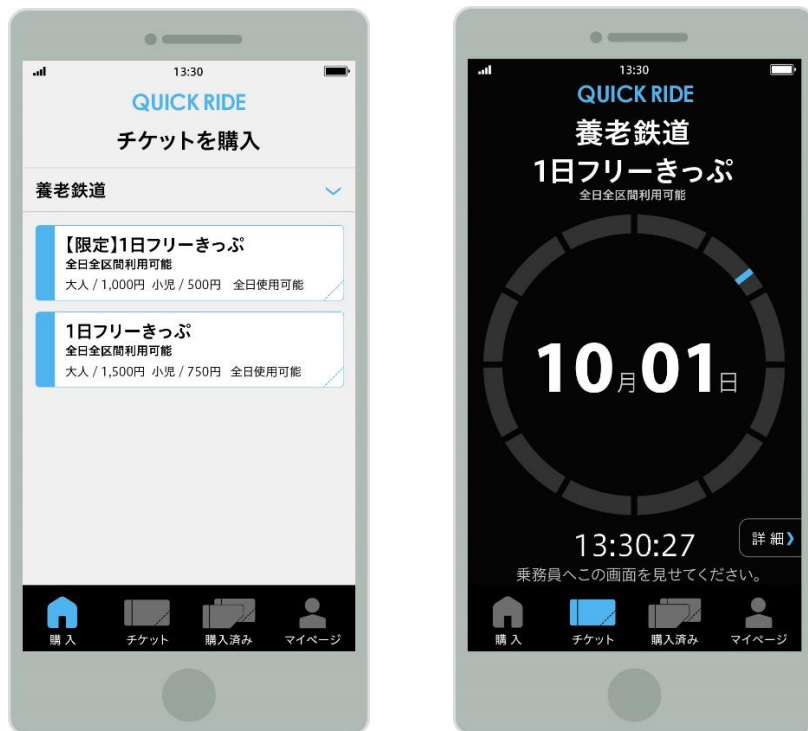 13:30
QUICK RIDE
チケットを購入
養老鉄道
【限定】1日フリーきっぷ
全日全区間利用可能
大人 / 1,000円 小児 / 500円 全日使用可能
1日フリーきっぷ
全日全区間利用可能
大人 / 1,500円 小児 / 750円 全日使用可能
購入 チケット 購入済み マイページ
13:30
QUICK RIDE
養老鉄道
1日フリーきっぷ
全日全区間利用可能
10月01日
13:30:27
詳細
乗務員へこの画面を見せてください。
購入 チケット 購入済み マイページ